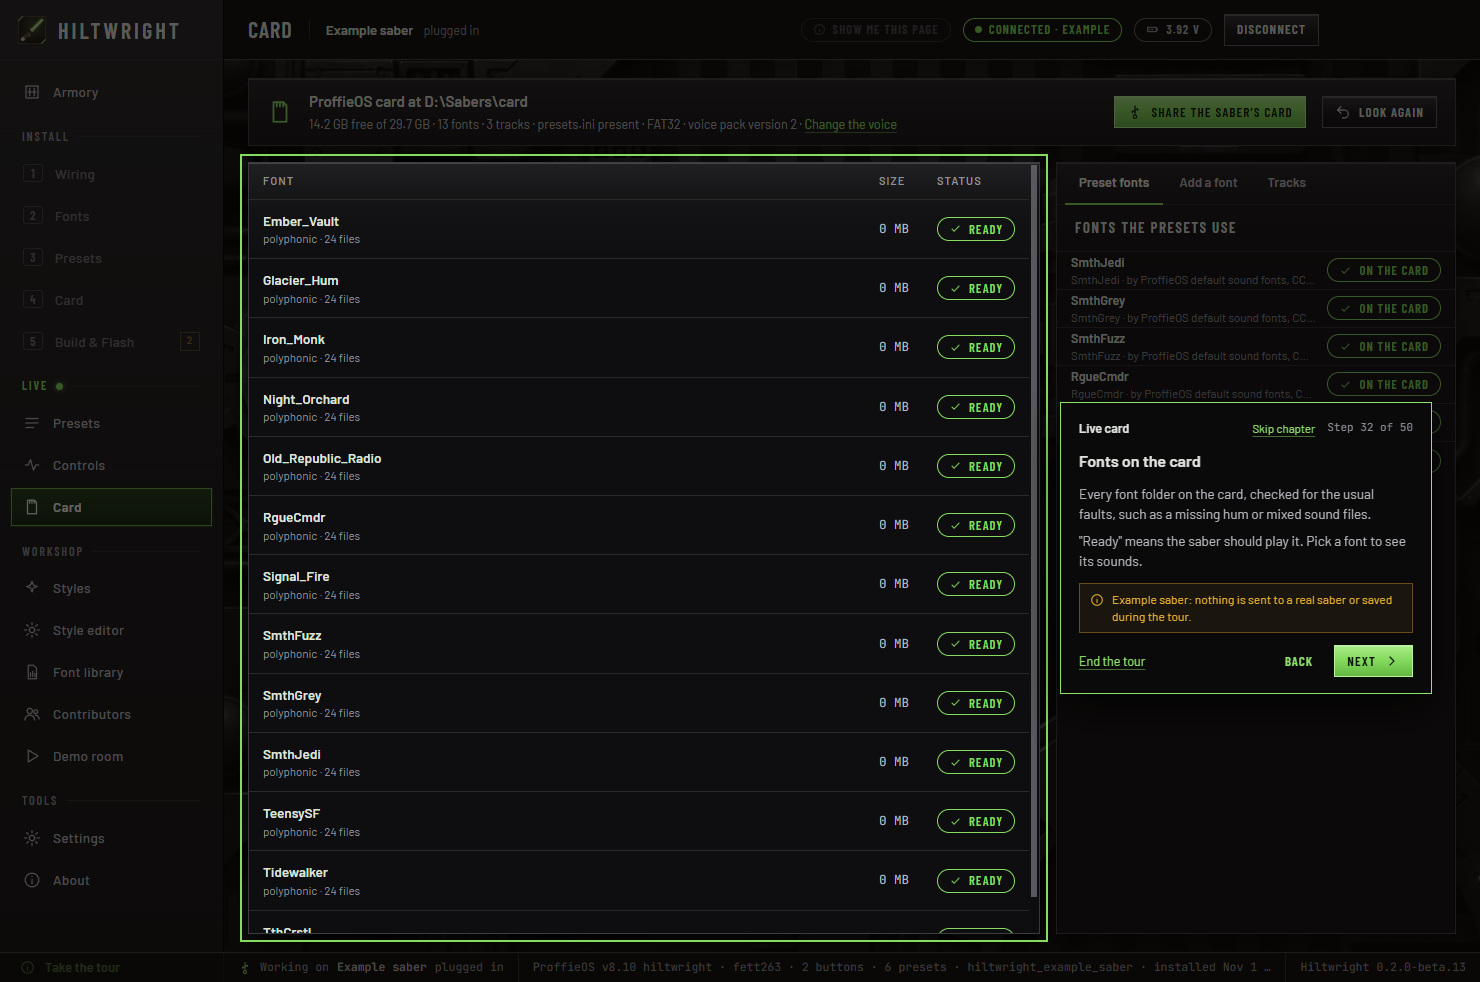 HILTWRIGHT
CARD
Example saber plugged in
SHOW ME THIS PAGE
CONNECTED · EXAMPLE
3.92 V
DISCONNECT
Armory
INSTALL
1 Wiring
2 Fonts
3 Presets
4 Card
5 Build & Flash 2
LIVE
Presets
Controls
Card
WORKSHOP
Styles
Style editor
Font library
Contributors
Demo room
TOOLS
Settings
About
Take the tour
ProffieOS card at D:\Sabers\card
14.2 GB free of 29.7 GB · 13 fonts · 3 tracks · presets.ini present · FAT32 · voice pack version 2 · Change the voice
SHARE THE SABER'S CARD
LOOK AGAIN
FONT SIZE STATUS
Ember_Vault
polyphonic · 24 files
0 MB READY
Glacier_Hum
polyphonic · 24 files
0 MB READY
Iron_Monk
polyphonic · 24 files
0 MB READY
Night_Orchard
polyphonic · 24 files
0 MB READY
Old_Republic_Radio
polyphonic · 24 files
0 MB READY
RgueCmdr
polyphonic · 24 files
0 MB READY
Signal_Fire
polyphonic · 24 files
0 MB READY
SmthFuzz
polyphonic · 24 files
0 MB READY
SmthGrey
polyphonic · 24 files
0 MB READY
SmthJedi
polyphonic · 24 files
0 MB READY
TeensySF
polyphonic · 24 files
0 MB READY
Tidewalker
polyphonic · 24 files
0 MB READY
TthCrstl
Preset fonts Add a font Tracks
FONTS THE PRESETS USE
SmthJedi
SmthJedi · by ProffieOS default sound fonts, CC...
ON THE CARD
SmthGrey
SmthGrey · by ProffieOS default sound fonts, CC...
ON THE CARD
SmthFuzz
SmthFuzz · by ProffieOS default sound fonts, C...
ON THE CARD
RgueCmdr
RgueCmdr · by ProffieOS default sound fonts, C...
ON THE CARD
Live card
Skip chapter Step 32 of 50
Fonts on the card
Every font folder on the card, checked for the usual
faults, such as a missing hum or mixed sound files.
"Ready" means the saber should play it. Pick a font to see
its sounds.
Example saber: nothing is sent to a real saber or saved
during the tour.
End the tour
BACK
NEXT
Working on Example saber plugged in
ProffieOS v8.10 hiltwright · fett263 · 2 buttons · 6 presets · hiltwright_example_saber · installed Nov 1 …
Hiltwright 0.2.0-beta.13